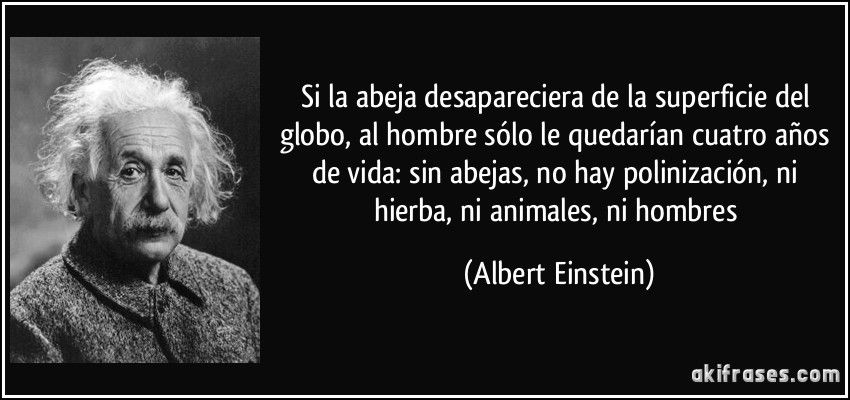 Si la abeja desapareciera de la superficie del
globo, al hombre sólo le quedarían cuatro años
de vida: sin abejas, no hay polinización, ni
hierba, ni animales, ni hombres
(Albert Einstein)
akifrases.com